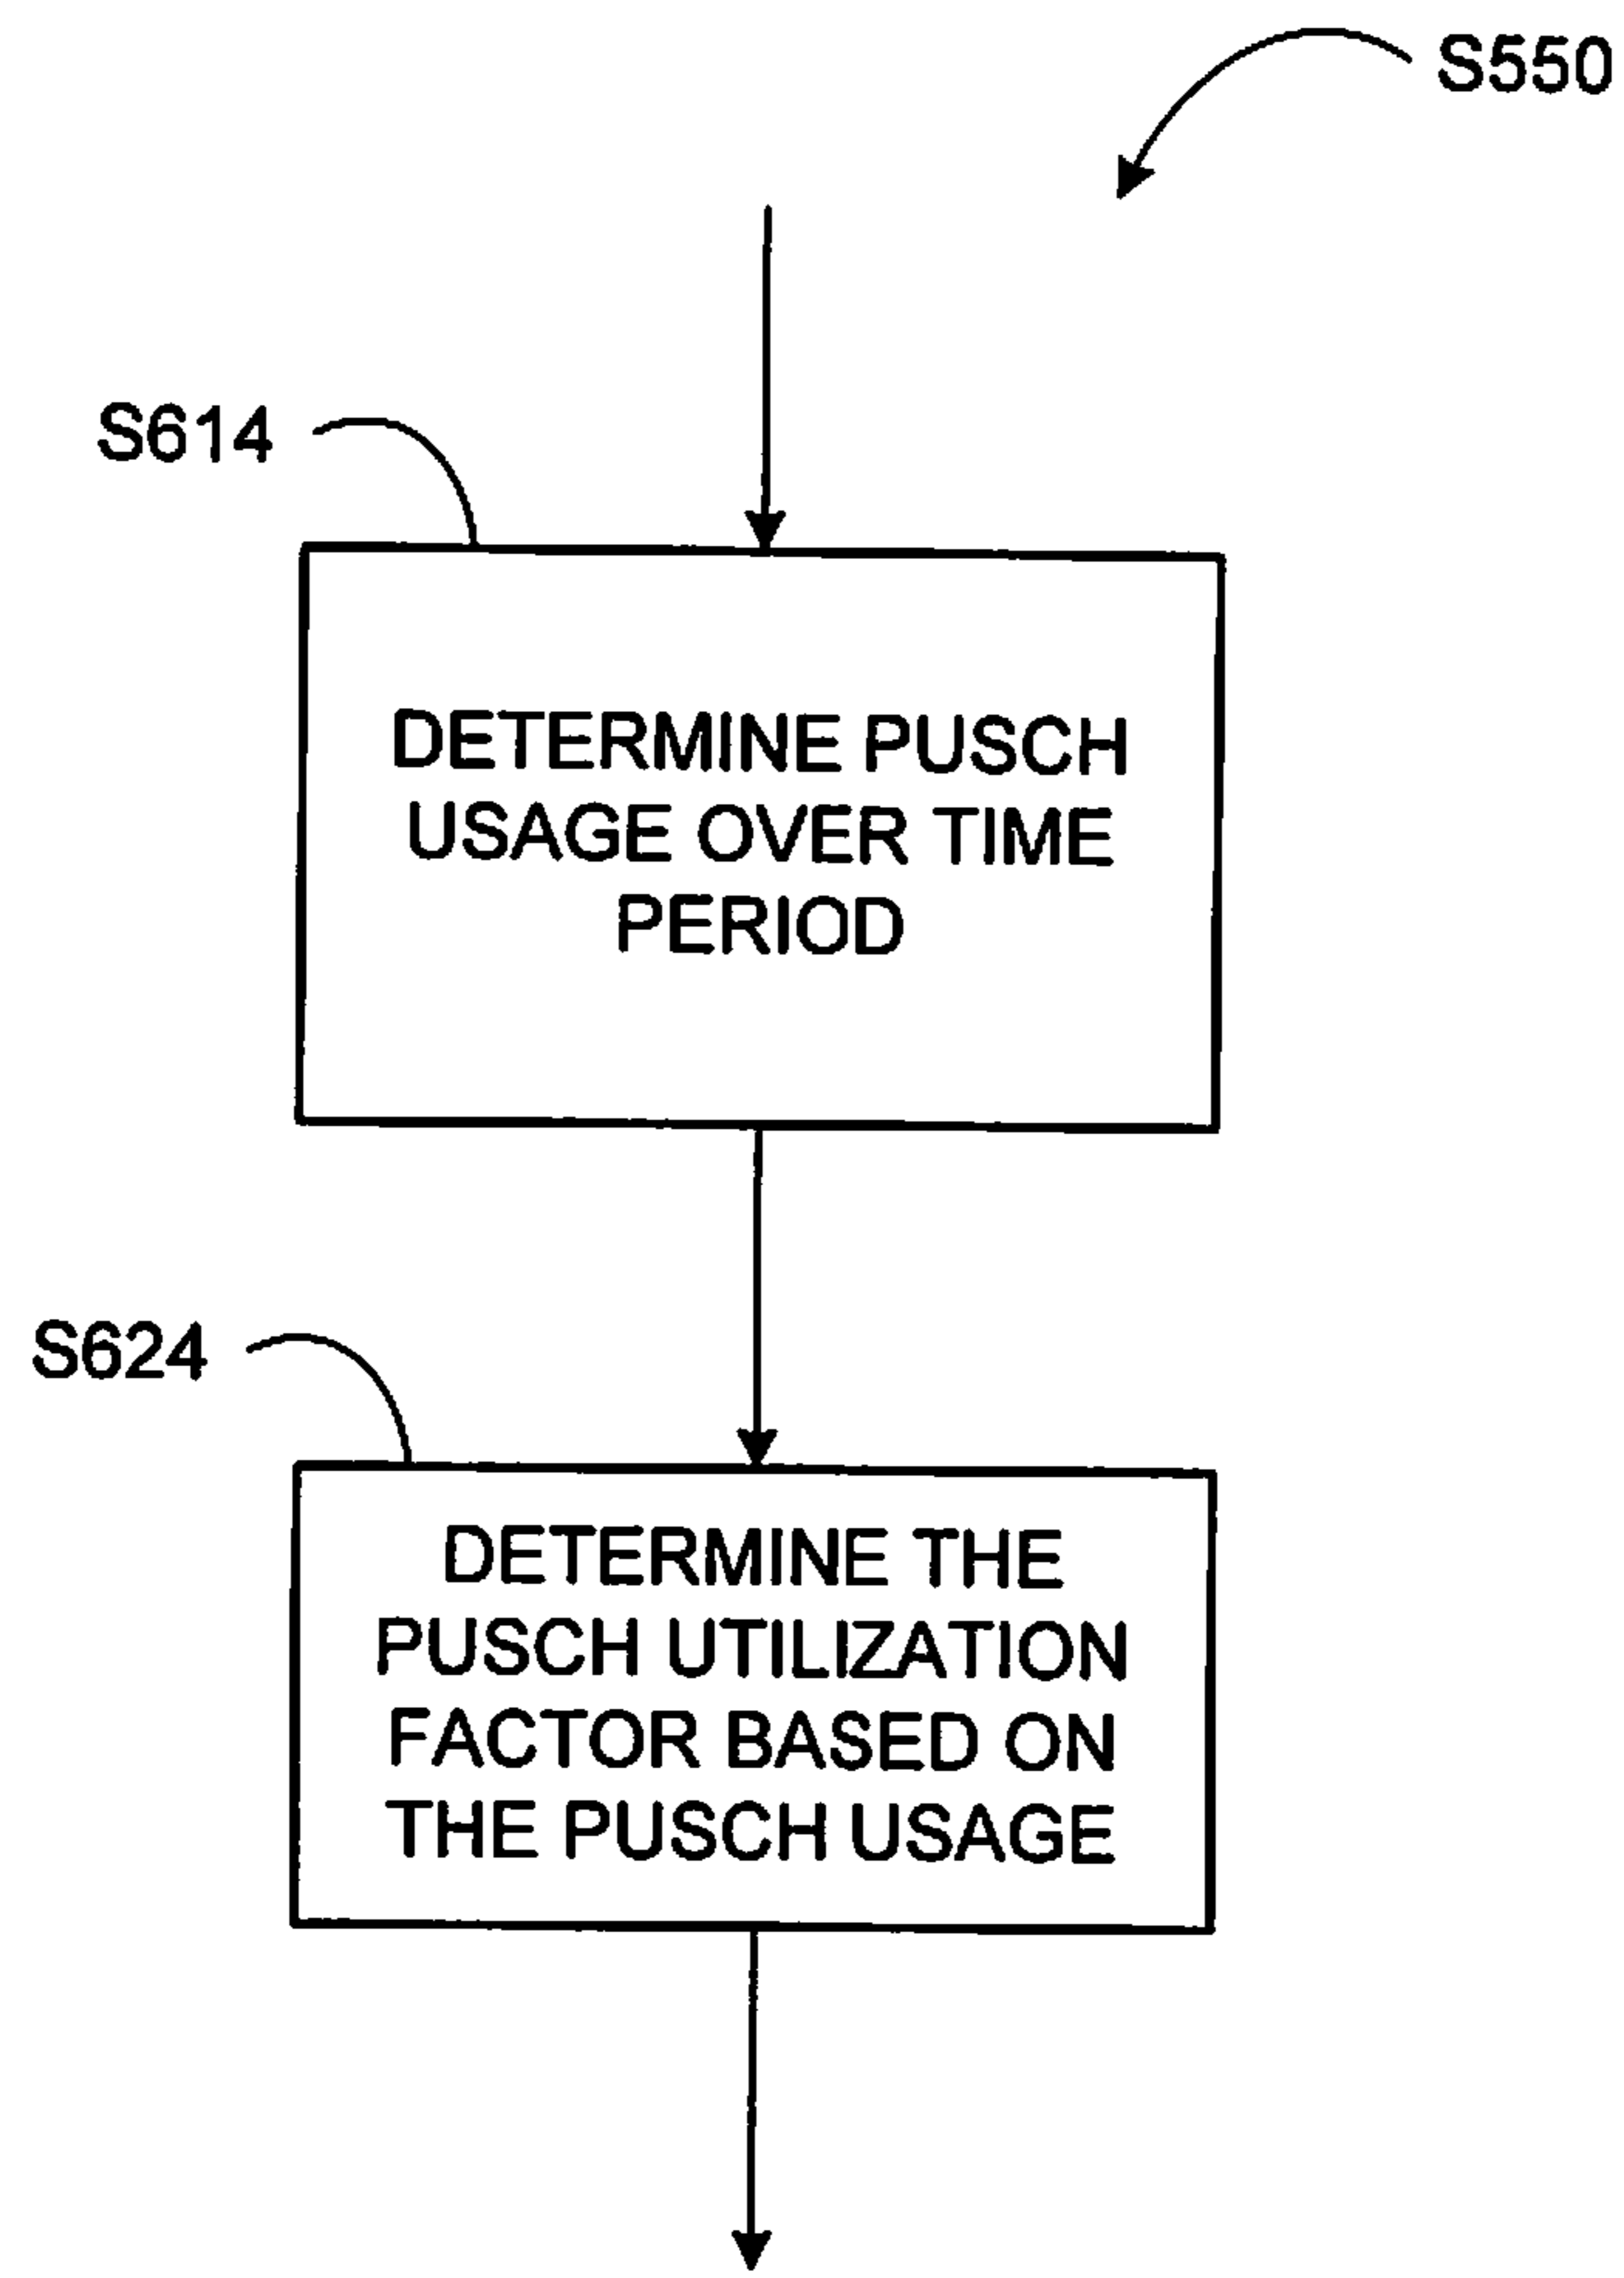 S550
S614
DETERMINE PUSCH
USAGE OVER TIME
PERIOD
S624
DETERMINE THE
PUSCH UTILIZATION
FACTOR BASED ON
THE PUSCH USAGE